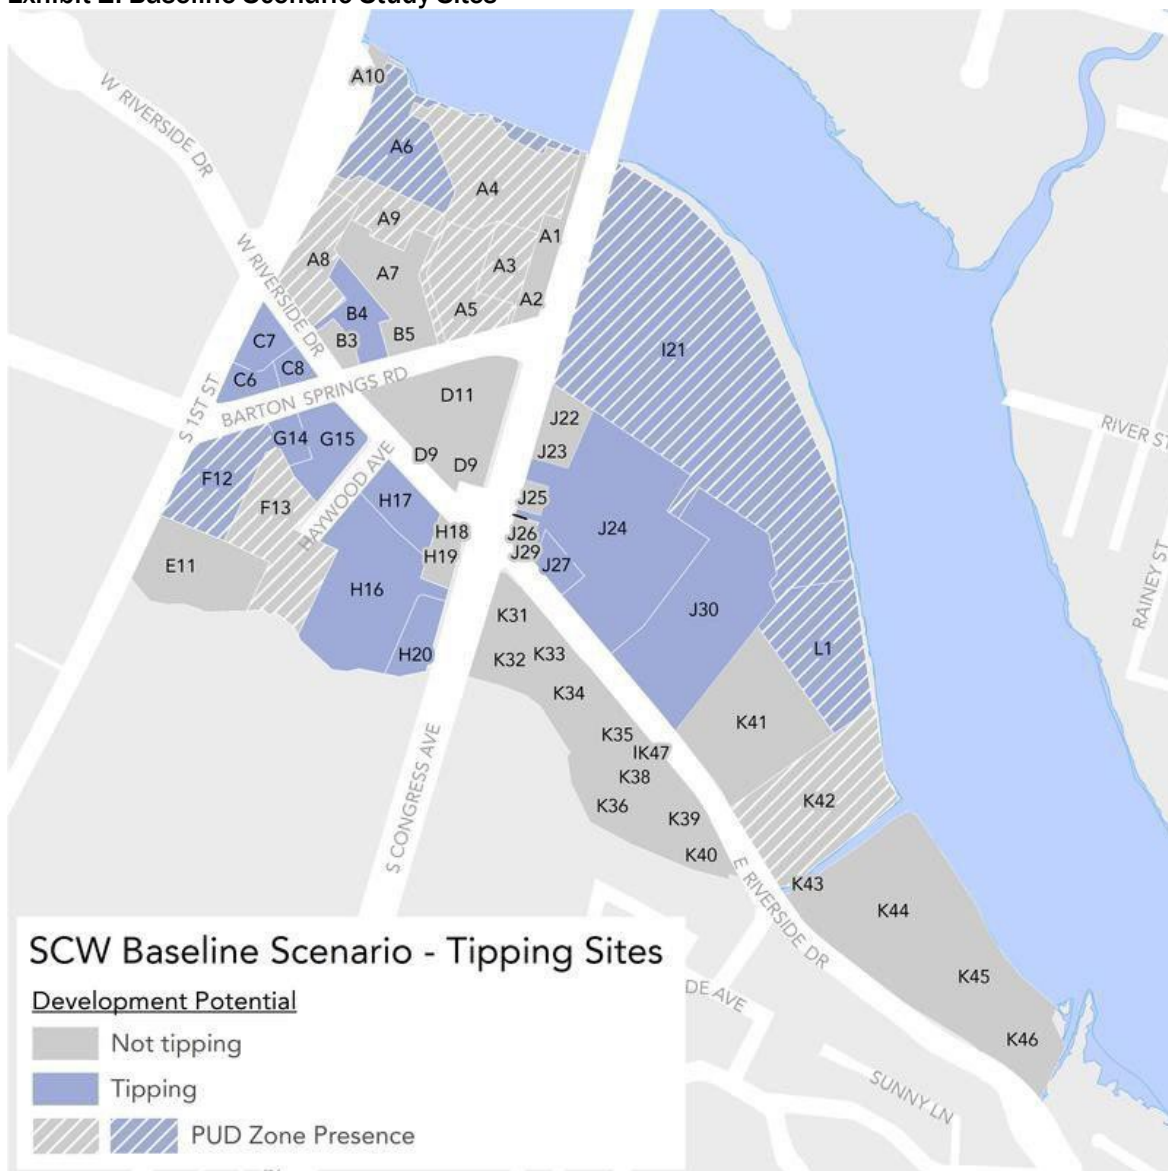 Exhibit E. Baseline Scenario Study Sites
W RIVERSIDE DR
A10
A6
A4
A9
A1
A8
A7
A3
A2
A5
W RIVERSIDE DR
B4
B3
B5
C7
C8
C6
S 1ST ST
BARTON SPRINGS RD
I21
D11
D9
D9
J22
J23
RIVER ST
G14
G15
F12
F13
HAYWOOD AVE
H17
H18
H19
J25
J26
J29
J27
J24
E11
H16
H20
J30
L1
RAINEY ST
K31
K32
K33
K34
K35
IK47
K38
K36
K39
K40
K41
K42
K43
K44
K45
K46
S CONGRESS AVE
E RIVERSIDE DR
DE AVE
SUNNY LN
SCW Baseline Scenario - Tipping Sites
Development Potential
Not tipping
Tipping
PUD Zone Presence